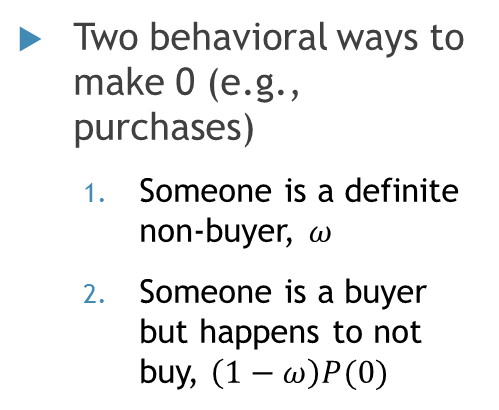 Two behavioral ways to
make 0 (e.g.,
purchases)
1. Someone is a definite
non-buyer, ω
2. Someone is a buyer
but happens to not
buy, (1 − ω)P(0)